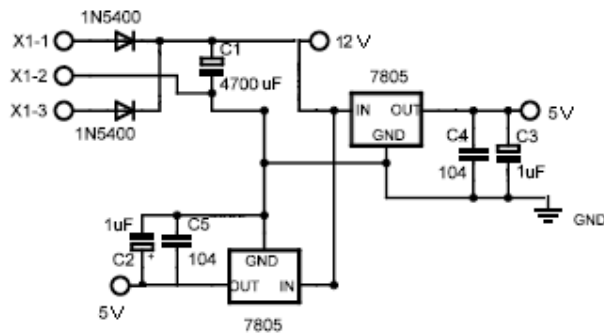 1N5400
X1-1
X1-2
X1-3
1N5400
C1
4700 uF
12 V
7805
IN
OUT
GND
5V
C4
104
C3
1uF
GND
1uF
C2
+
C5
104
GND
OUT
IN
5V
7805